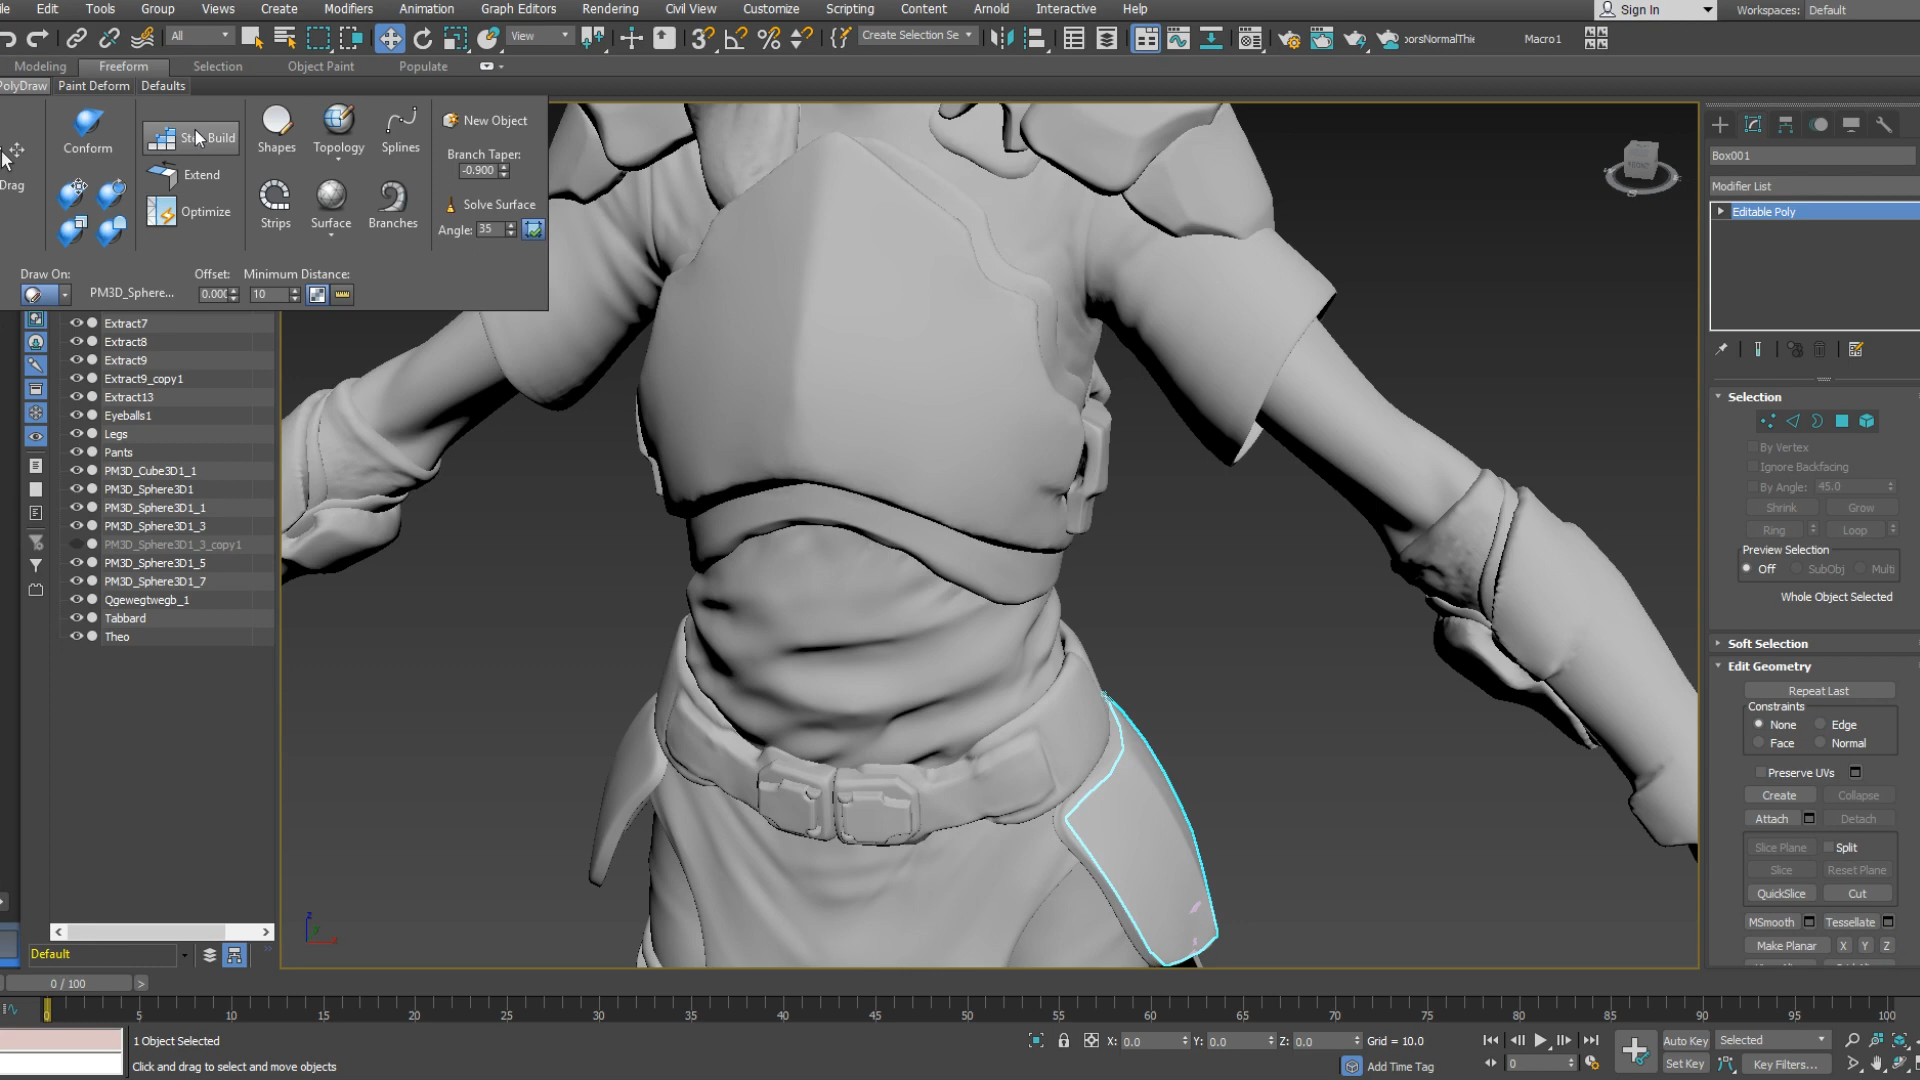 Edit Tools Group Views Create Modifiers Animation Graph Editors Rendering Civil View Customize Scripting Content Arnold Interactive Help
Sign In
Workspaces: Default
All
View
Create Selection Se
Macro1
Modeling Freeform Selection Object Paint Populate
PolyDraw Paint Deform Defaults
Drag
Conform
Build
Extend
Optimize
Shapes
Topology
Splines
Strips
Surface
Branches
New Object
Branch Taper:
-0.900
Solve Surface
Angle: 35
Draw On:
Offset:
Minimum Distance:
PM3D_Sphere...
0.000
10
Extract7
Extract8
Extract9
Extract9_copy1
Extract13
Eyeballs1
Legs
Pants
PM3D_Cube3D1_1
PM3D_Sphere3D1
PM3D_Sphere3D1_1
PM3D_Sphere3D1_3
PM3D_Sphere3D1_3_copy1
PM3D_Sphere3D1_5
PM3D_Sphere3D1_7
Qgewegtwegb_1
Tabbard
Theo
Default
Box001
Modifier List
Editable Poly
Selection
By Vertex
Ignore Backfacing
By Angle: 45.0
Shrink Grow
Ring Loop
Preview Selection
Off SubObj Multi
Whole Object Selected
Soft Selection
Edit Geometry
Repeat Last
Constraints
None Edge
Face Normal
Preserve UVs
Create Collapse
Attach Detach
Slice Plane Split
Slice Reset Plane
QuickSlice Cut
MSmooth Tessellate
Make Planar X Y Z
0 / 100
0 5 10 15 20 25 30 35 40 45 50 55 60 65 70 75 80 85 90 95 100
1 Object Selected
X: 0.0 Y: 0.0 Z: 0.0 Grid = 10.0
Click and drag to select and move objects
Add Time Tag
0
Auto Key
Selected
Set Key
Key Filters...